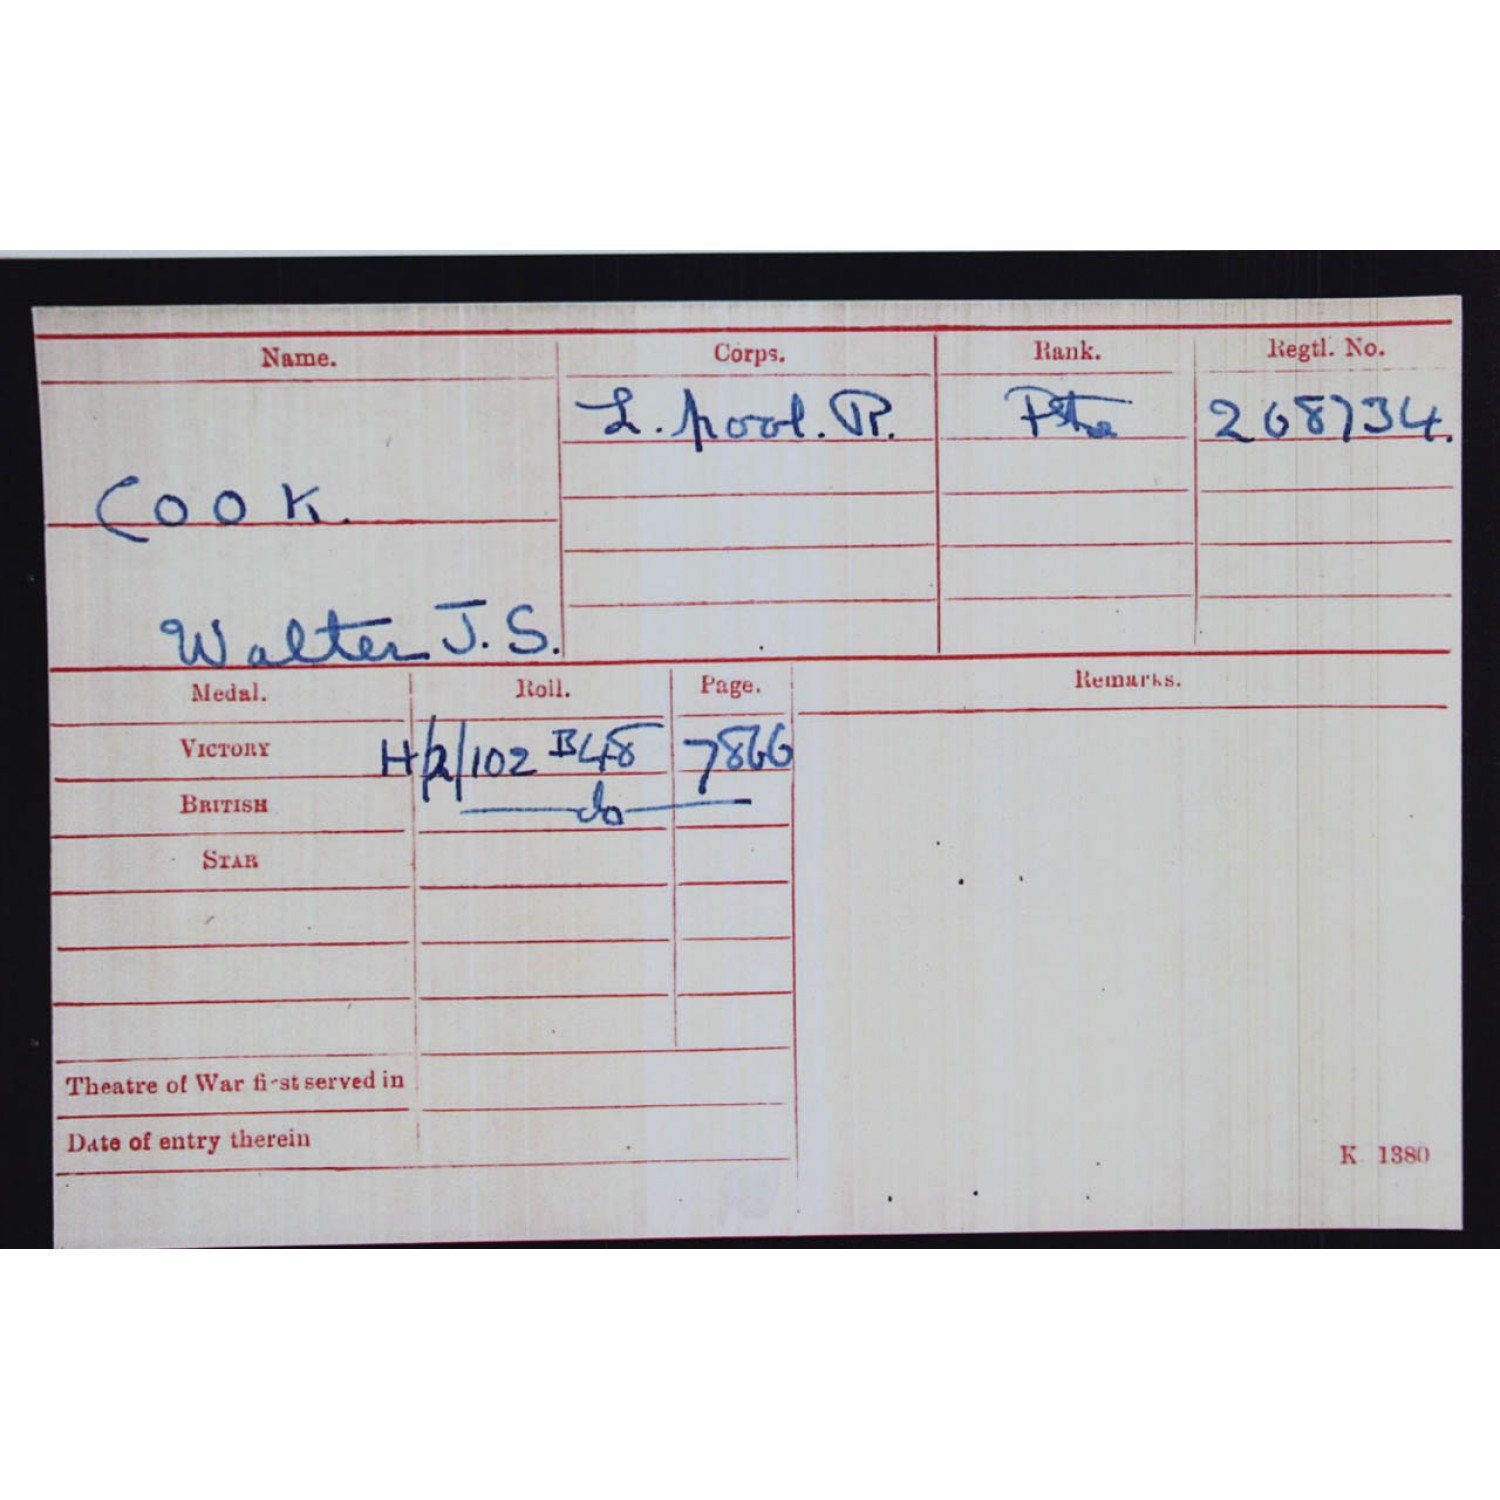 Name. Corps. Rank. Regtl. No.
L. pool. R. Pte 268734.
COOK.
Walter J. S.
Medal. Roll. Page. Remarks.
VICTORY H/2/102 B48 7866
BRITISH do
STAR
Theatre of War first served in
Date of entry therein
K 1380